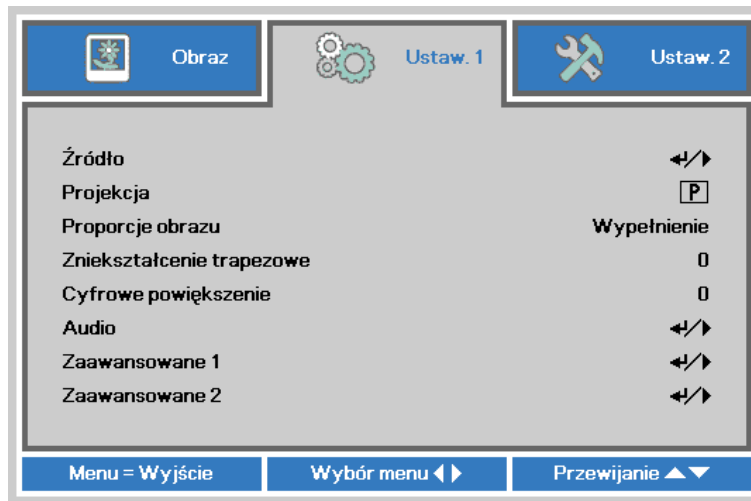 Obraz
Ustaw. 1
Ustaw. 2
Źródło
Projekcja P
Proporcje obrazu Wypełnienie
Zniekształcenie trapezowe 0
Cyfrowe powiększenie 0
Audio
Zaawansowane 1
Zaawansowane 2
Menu = Wyjście
Wybór menu
Przewijanie